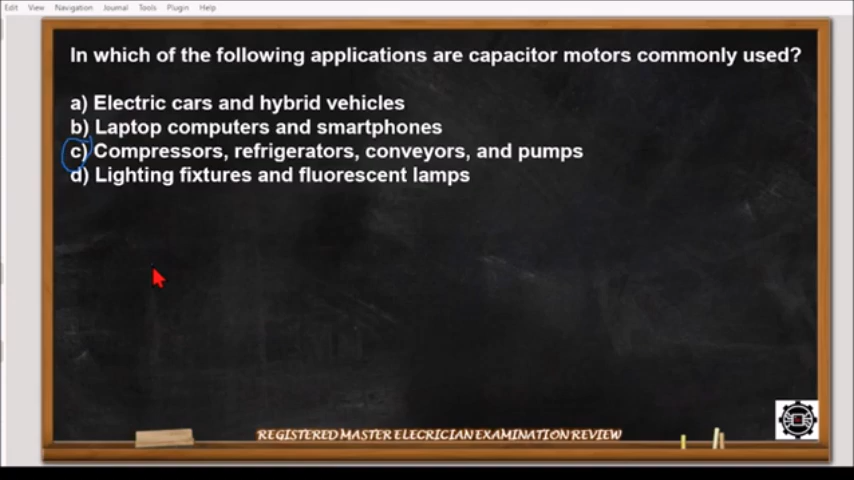 Edit View Navigation Journal Tools Plugin Help
In which of the following applications are capacitor motors commonly used?
a) Electric cars and hybrid vehicles
b) Laptop computers and smartphones
c) Compressors, refrigerators, conveyors, and pumps
d) Lighting fixtures and fluorescent lamps
REGISTERED MASTER ELECRICIAN EXAMINATION REVIEW